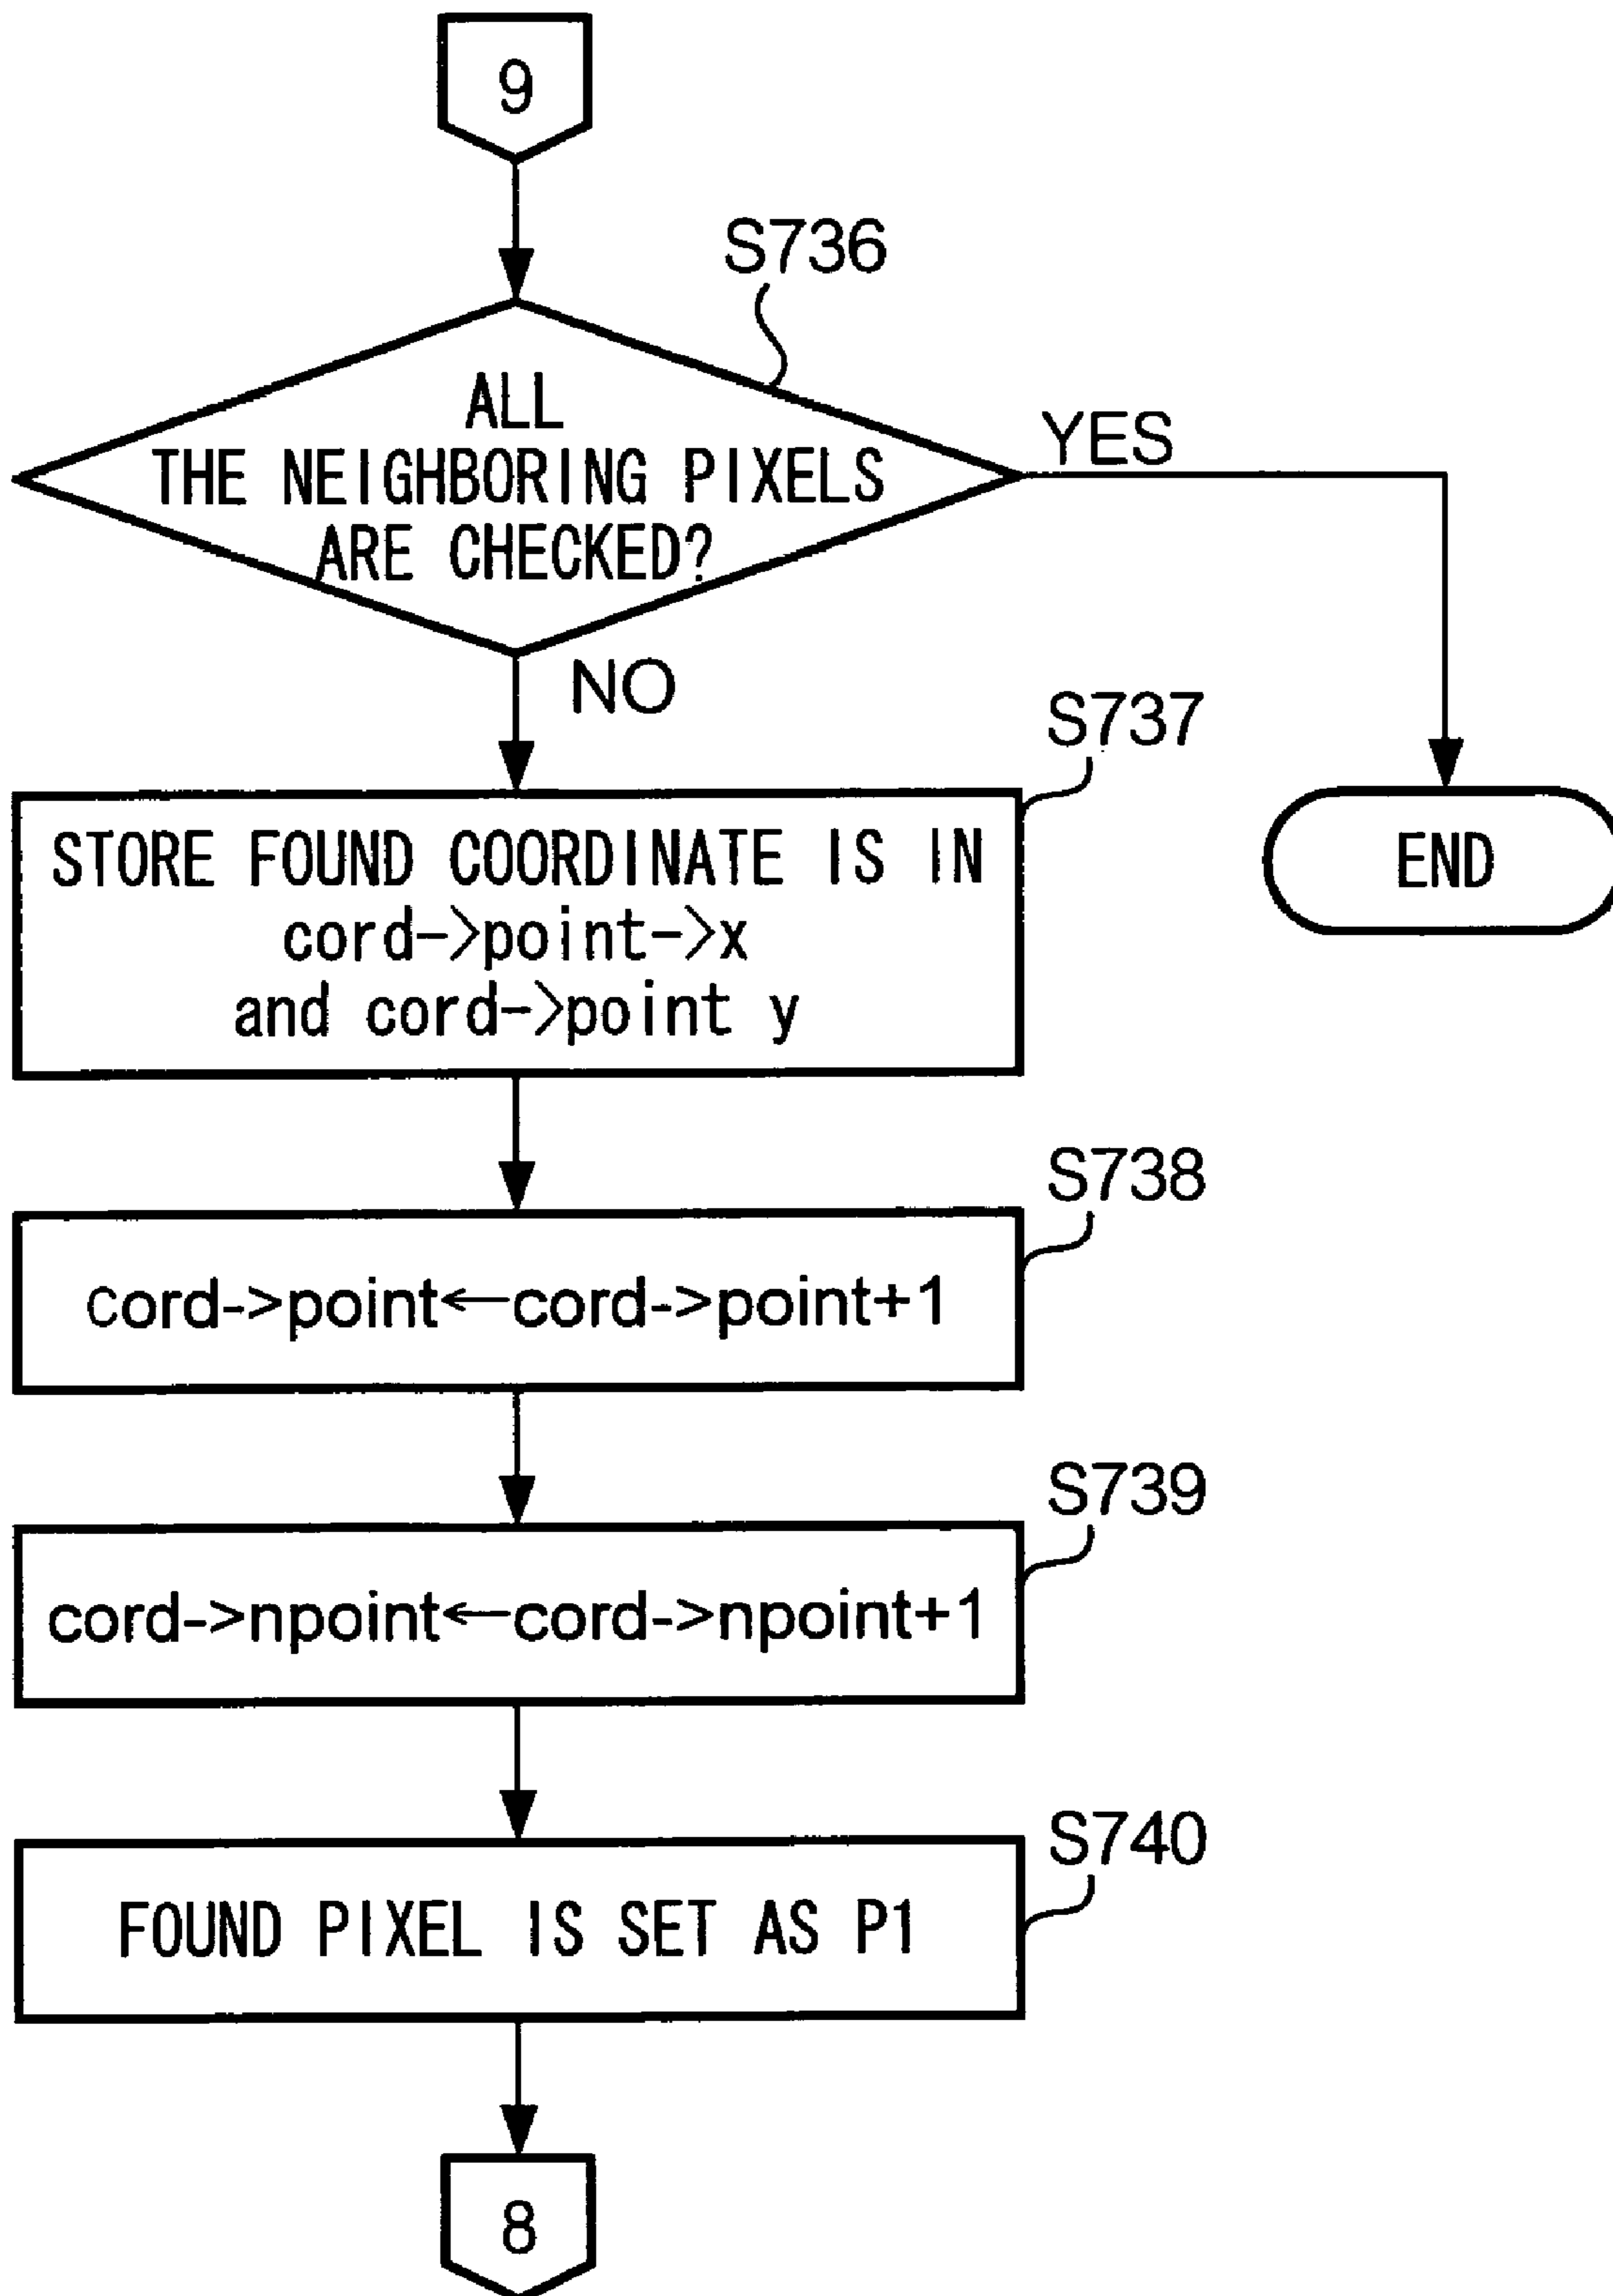 9
S736
ALL
THE NEIGHBORING PIXELS
ARE CHECKED?
YES
NO
S737
STORE FOUND COORDINATE IS IN
cord->point->x
and cord->point y
END
S738
cord->point←cord->point+1
S739
cord->npoint←cord->npoint+1
S740
FOUND PIXEL IS SET AS P1
8